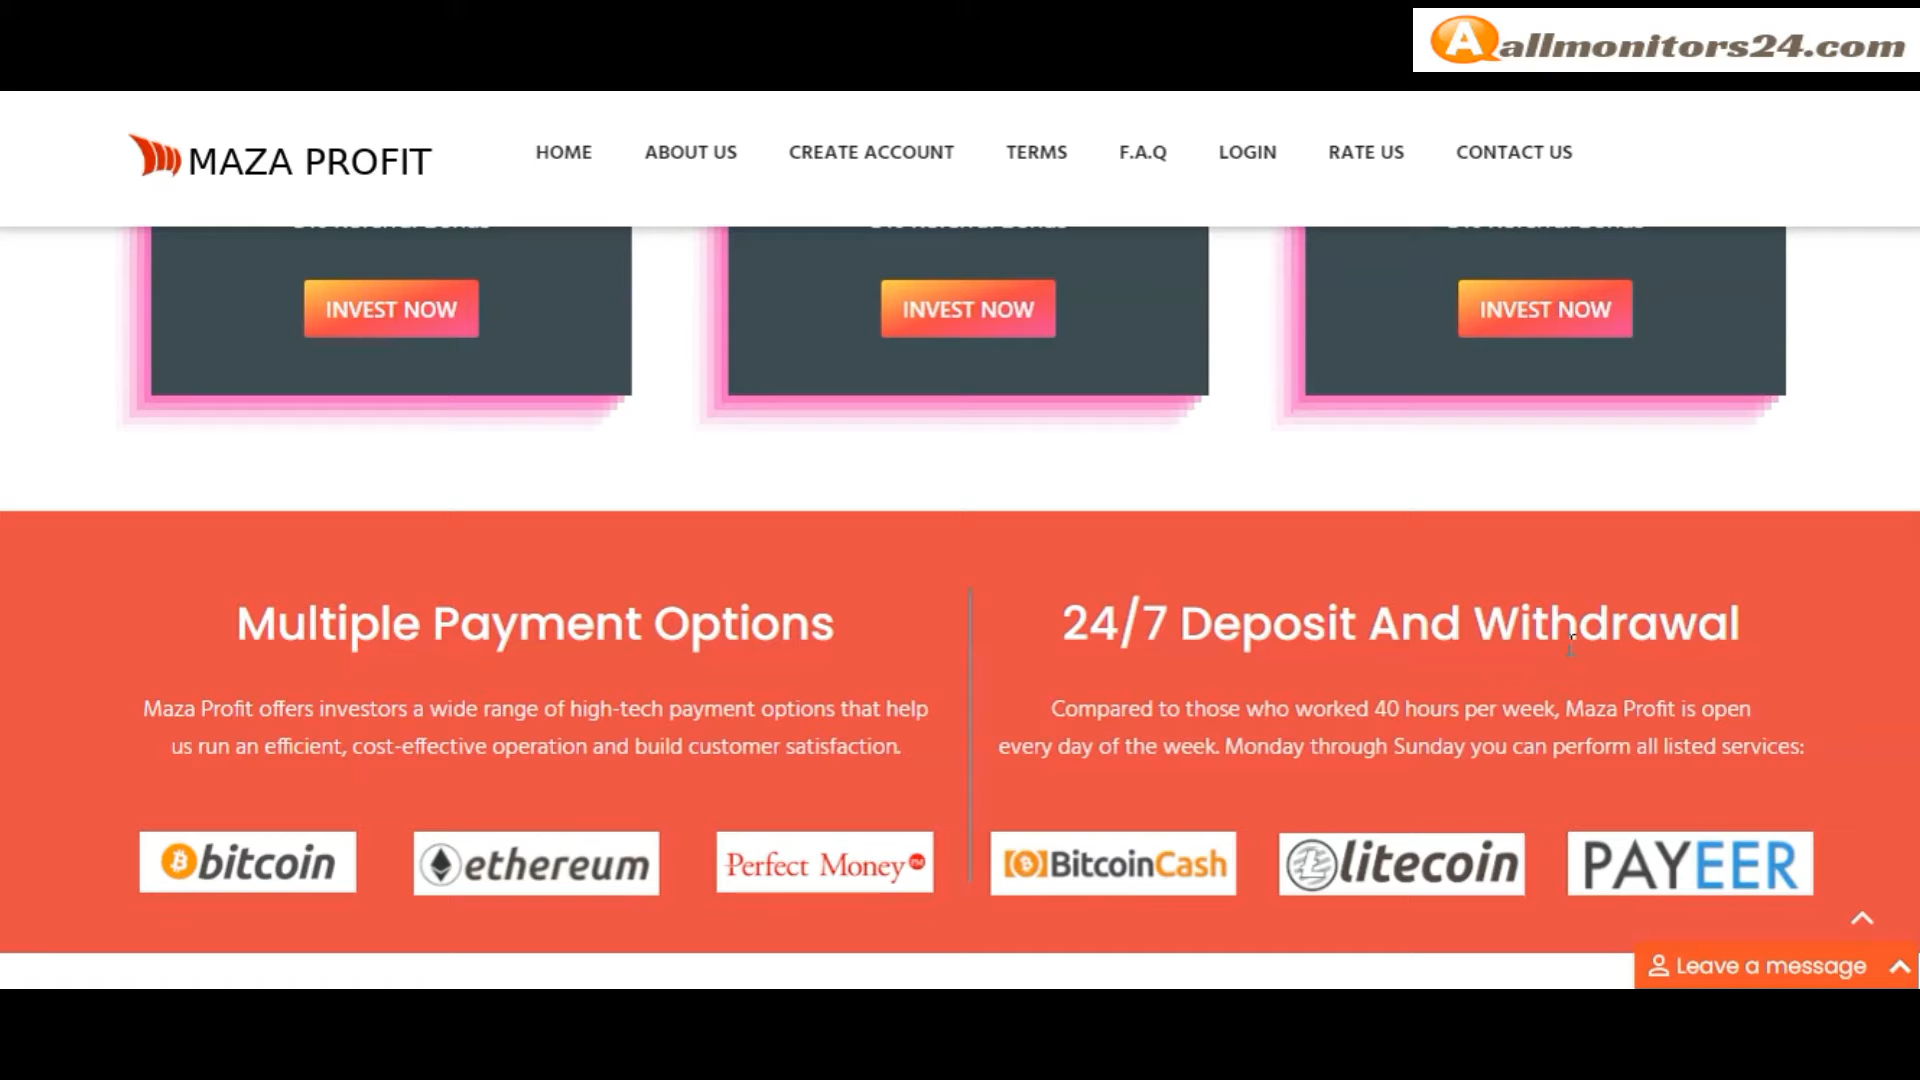 Aallmonitors24.com
MAZA PROFIT
HOME ABOUT US CREATE ACCOUNT TERMS F.A.Q LOGIN RATE US CONTACT US
INVEST NOW INVEST NOW INVEST NOW
Multiple Payment Options
Maza Profit offers investors a wide range of high-tech payment options that help
us run an efficient, cost-effective operation and build customer satisfaction.
bitcoin ethereum Perfect Money PM
24/7 Deposit And Withdrawal
Compared to those who worked 40 hours per week, Maza Profit is open
every day of the week. Monday through Sunday you can perform all listed services:
BitcoinCash litecoin PAYEER
Leave a message